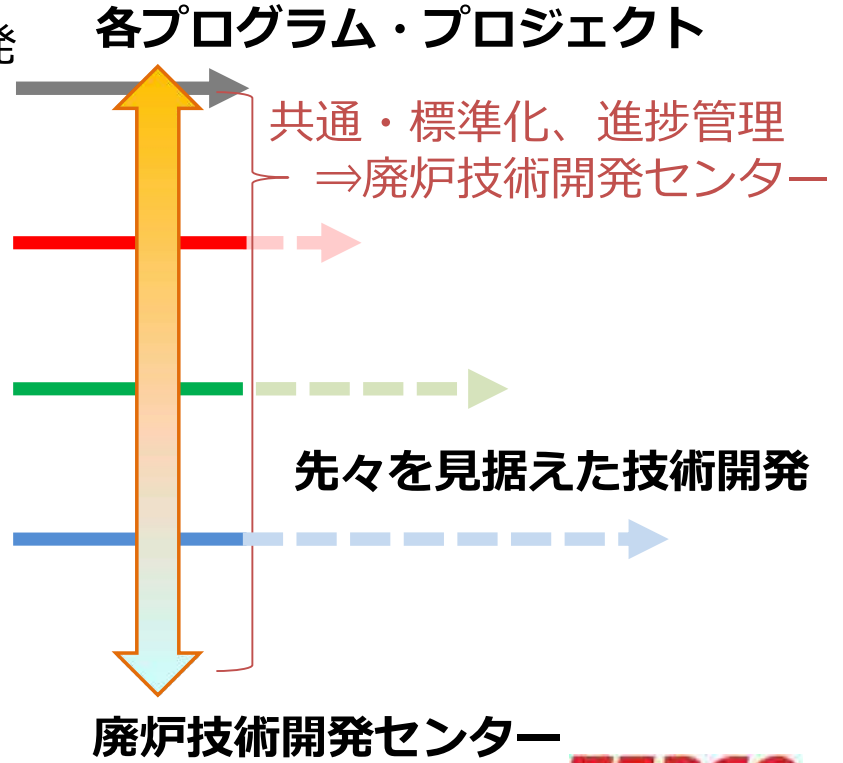 各プログラム・プロジェクト
発
共通・標準化、進捗管理
⇒廃炉技術開発センター
先々を見据えた技術開発
廃炉技術開発センター